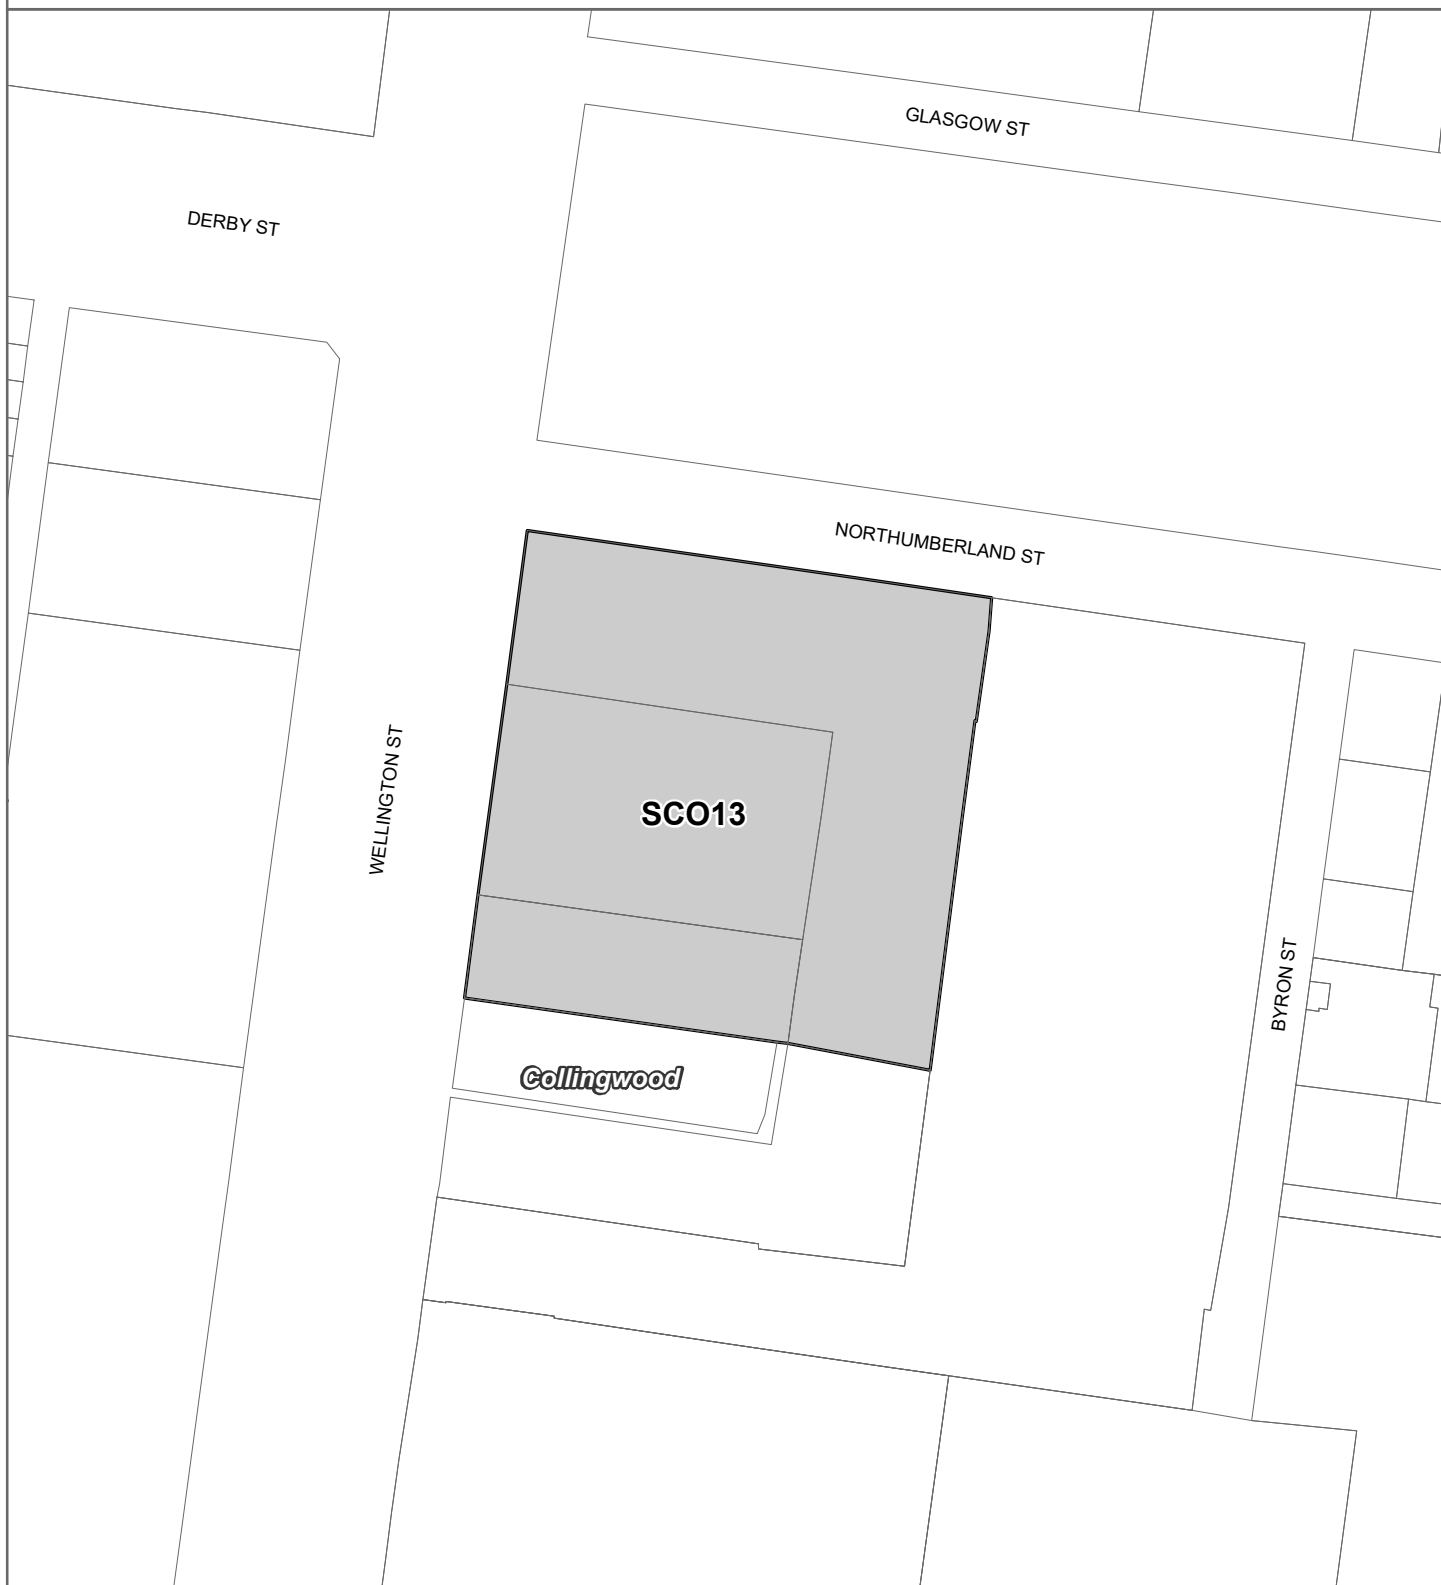 GLASGOW ST
DERBY ST
NORTHUMBERLAND ST
WELLINGTON ST
SCO13
BYRON ST
Collingwood